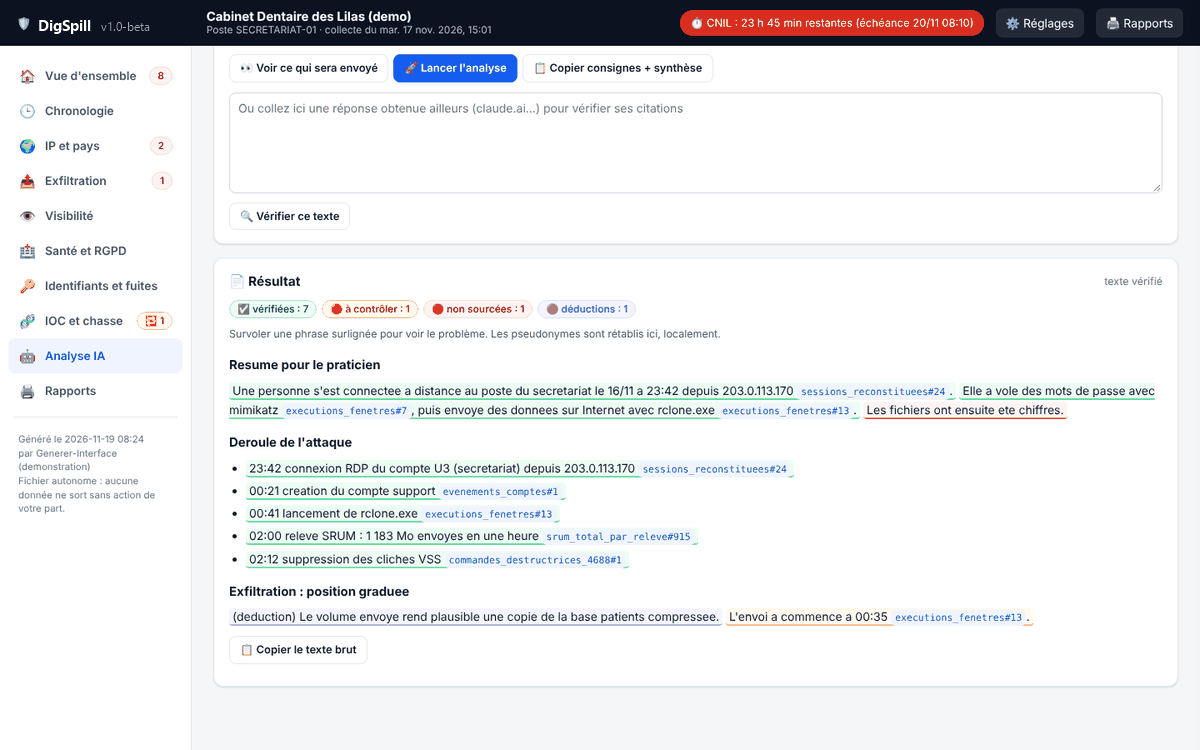 DigSpill v1.0-beta
Cabinet Dentaire des Lilas (demo)
Poste SECRETARIAT-01 · collecte du mar. 17 nov. 2026, 15:01
CNIL : 23 h 45 min restantes (échéance 20/11 08:10)
Réglages
Rapports
Vue d'ensemble 8
Chronologie
IP et pays 2
Exfiltration 1
Visibilité
Santé et RGPD
Identifiants et fuites
IOC et chasse 1
Analyse IA
Rapports
Généré le 2026-11-19 08:24
par Generer-Interface
(demonstration)
Fichier autonome : aucune
donnée ne sort sans action de
votre part.
Voir ce qui sera envoyé
Lancer l'analyse
Copier consignes + synthèse
Ou collez ici une réponse obtenue ailleurs (claude.ai...) pour vérifier ses citations
Vérifier ce texte
Résultat
texte vérifié
vérifiées : 7
à contrôler : 1
non sourcées : 1
déductions : 1
Survoler une phrase surlignée pour voir le problème. Les pseudonymes sont rétablis ici, localement.
Resume pour le praticien
Une personne s'est connectee a distance au poste du secretariat le 16/11 a 23:42 depuis 203.0.113.170 sessions_reconstituees#24 . Elle a vole des mots de passe avec
mimikatz executions_fenetres#7 , puis envoye des donnees sur Internet avec rclone.exe executions_fenetres#13 . Les fichiers ont ensuite ete chiffres.
Deroule de l'attaque
• 23:42 connexion RDP du compte U3 (secretariat) depuis 203.0.113.170 sessions_reconstituees#24
• 00:21 creation du compte support evenements_comptes#1
• 00:41 lancement de rclone.exe executions_fenetres#13
• 02:00 releve SRUM : 1 183 Mo envoyes en une heure srum_total_par_releve#915
• 02:12 suppression des cliches VSS commandes_destructrices_4688#1
Exfiltration : position graduee
(deduction) Le volume envoye rend plausible une copie de la base patients compressee. L'envoi a commence a 00:35 executions_fenetres#13 .
Copier le texte brut